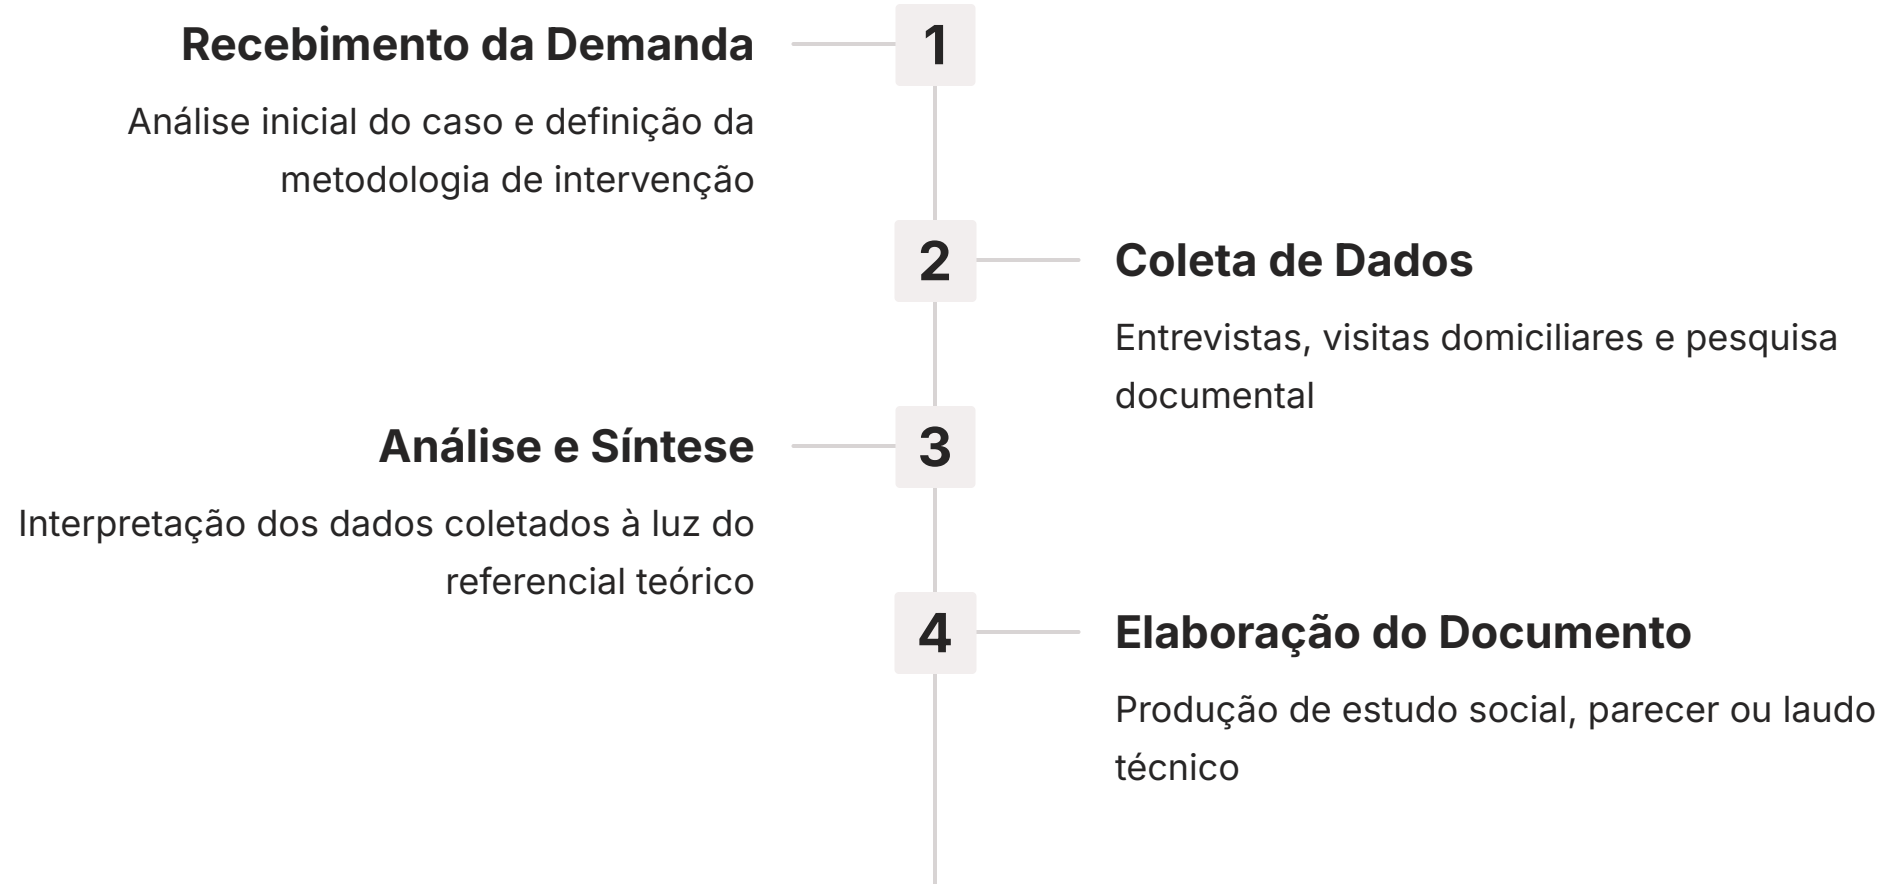 Recebimento da Demanda
1
Análise inicial do caso e definição da
metodologia de intervenção
2
Coleta de Dados
Entrevistas, visitas domiciliares e pesquisa
documental
Análise e Síntese
3
Interpretação dos dados coletados à luz do
referencial teórico
4
Elaboração do Documento
Produção de estudo social, parecer ou laudo
técnico